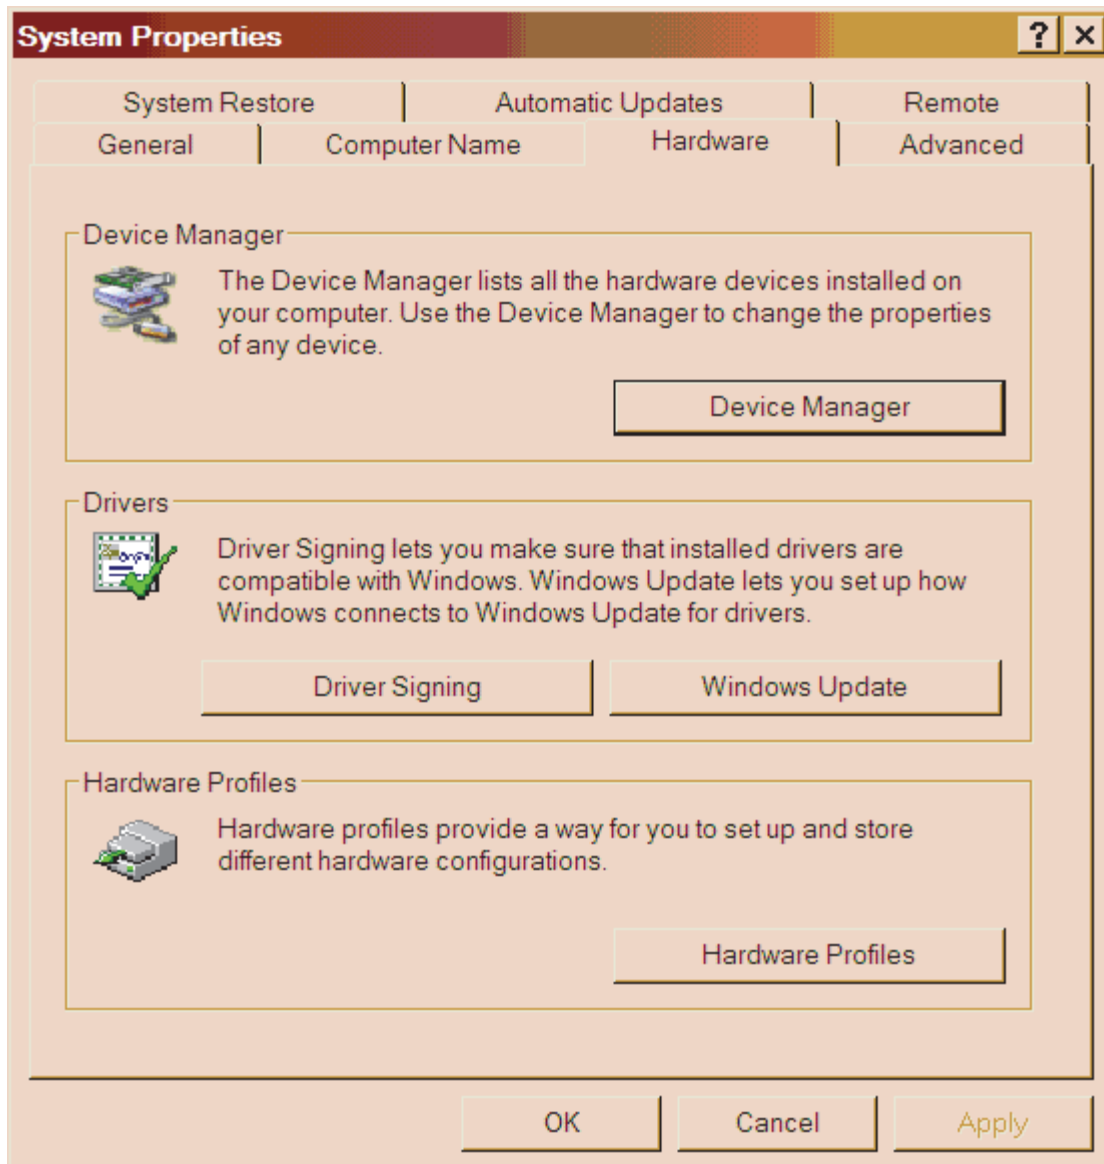 System Properties
System Restore
Automatic Updates
Remote
General
Computer Name
Hardware
Advanced
Device Manager
The Device Manager lists all the hardware devices installed on
your computer. Use the Device Manager to change the properties
of any device.
Device Manager
Drivers
Driver Signing lets you make sure that installed drivers are
compatible with Windows. Windows Update lets you set up how
Windows connects to Windows Update for drivers.
Driver Signing
Windows Update
Hardware Profiles
Hardware profiles provide a way for you to set up and store
different hardware configurations.
Hardware Profiles
OK
Cancel
Apply